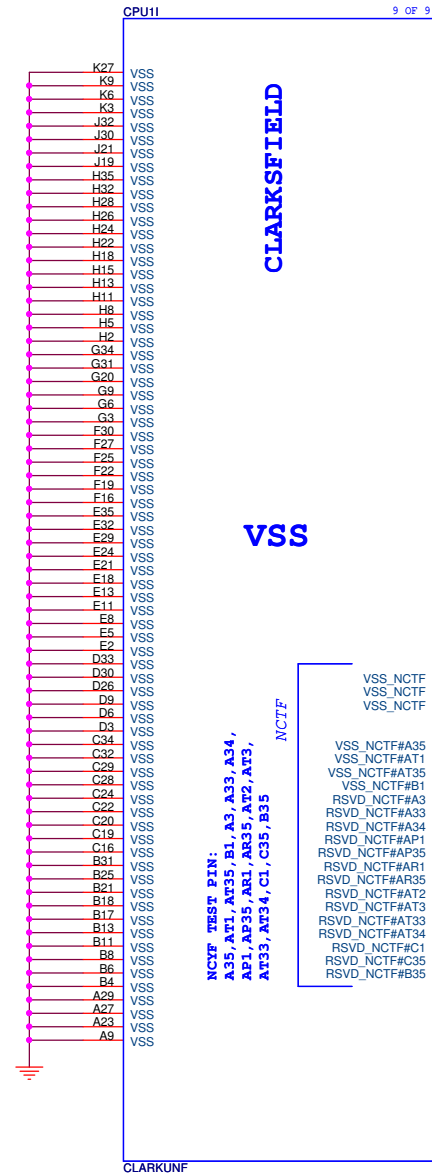 CPU1I
9 OF 9
K27 VSS
K9 VSS
K6 VSS
K3 VSS
J32 VSS
J30 VSS
J21 VSS
J19 VSS
H35 VSS
H32 VSS
H28 VSS
H26 VSS
H24 VSS
H22 VSS
H18 VSS
H15 VSS
H13 VSS
H11 VSS
H8 VSS
H5 VSS
H2 VSS
G34 VSS
G31 VSS
G20 VSS
G9 VSS
G6 VSS
G3 VSS
F30 VSS
F27 VSS
F25 VSS
F22 VSS
F19 VSS
F16 VSS
E35 VSS
E32 VSS
E29 VSS
E24 VSS
E21 VSS
E18 VSS
E13 VSS
E11 VSS
E8 VSS
E5 VSS
E2 VSS
D33 VSS
D30 VSS
D26 VSS
D9 VSS
D6 VSS
D3 VSS
C34 VSS
C32 VSS
C29 VSS
C28 VSS
C24 VSS
C22 VSS
C20 VSS
C19 VSS
C16 VSS
B31 VSS
B25 VSS
B21 VSS
B18 VSS
B17 VSS
B13 VSS
B11 VSS
B8 VSS
B6 VSS
B4 VSS
A29 VSS
A27 VSS
A23 VSS
A9 VSS
CLARKSFIELD
VSS
NCYF TEST PIN:
A35,AT1,AT35,B1,A3,A33,A34,
AP1,AP35,AR1,AR35,AT2,AT3,
AT33,AT34,C1,C35,B35
NCTF
VSS_NCTF
VSS_NCTF
VSS_NCTF
VSS_NCTF#A35
VSS_NCTF#AT1
VSS_NCTF#AT35
VSS_NCTF#B1
RSVD_NCTF#A3
RSVD_NCTF#A33
RSVD_NCTF#A34
RSVD_NCTF#AP1
RSVD_NCTF#AP35
RSVD_NCTF#AR1
RSVD_NCTF#AR35
RSVD_NCTF#AT2
RSVD_NCTF#AT3
RSVD_NCTF#AT33
RSVD_NCTF#AT34
RSVD_NCTF#C1
RSVD_NCTF#C35
RSVD_NCTF#B35
CLARKUNF